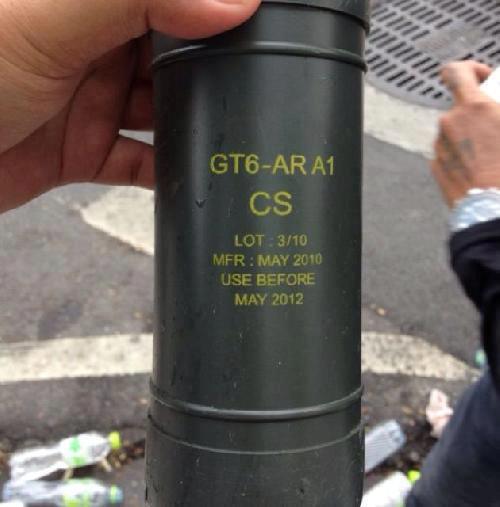 GT6-AR A1
CS
LOT : 3/10
MFR : MAY 2010
USE BEFORE
MAY 2012